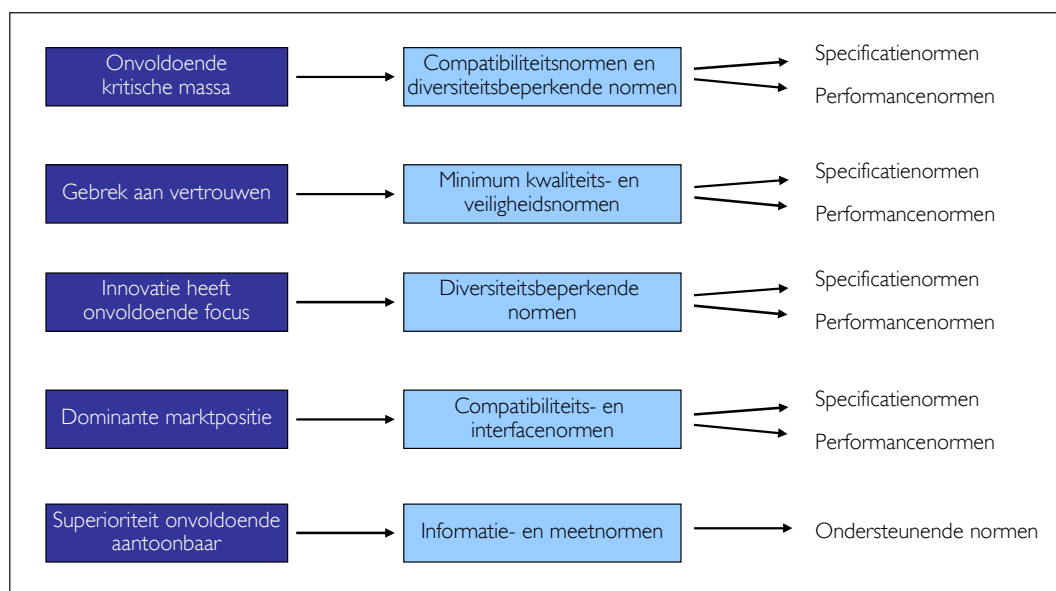 Onvoldoende
kritische massa
Compatibiliteitsnormen en
diversiteitsbeperkende normen
Specificatienormen
Performancenormen
Gebrek aan vertrouwen
Minimum kwaliteits- en
veiligheidsnormen
Specificatienormen
Performancenormen
Innovatie heeft
onvoldoende focus
Diversiteitsbeperkende
normen
Specificatienormen
Performancenormen
Dominante marktpositie
Compatibiliteits- en
interfacenormen
Specificatienormen
Performancenormen
Superioriteit onvoldoende
aantoonbaar
Informatie- en meetnormen
Ondersteunende normen